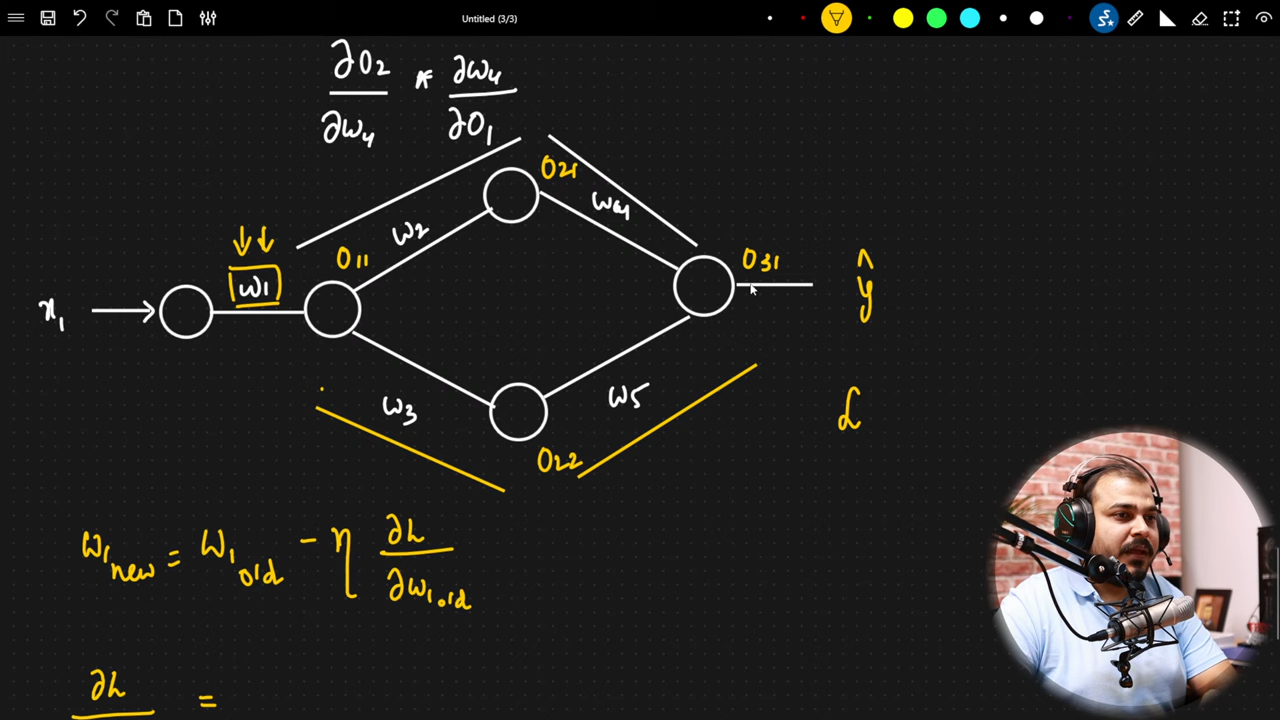 Untitled (3/3)
∂O2 * ∂w4
∂w4 ∂O1
O21
w2
w4
O11
O31
w1
x1
ŷ
w3
w5
L
O22
w1new = w1old - η ∂L
∂w1old
∂L =